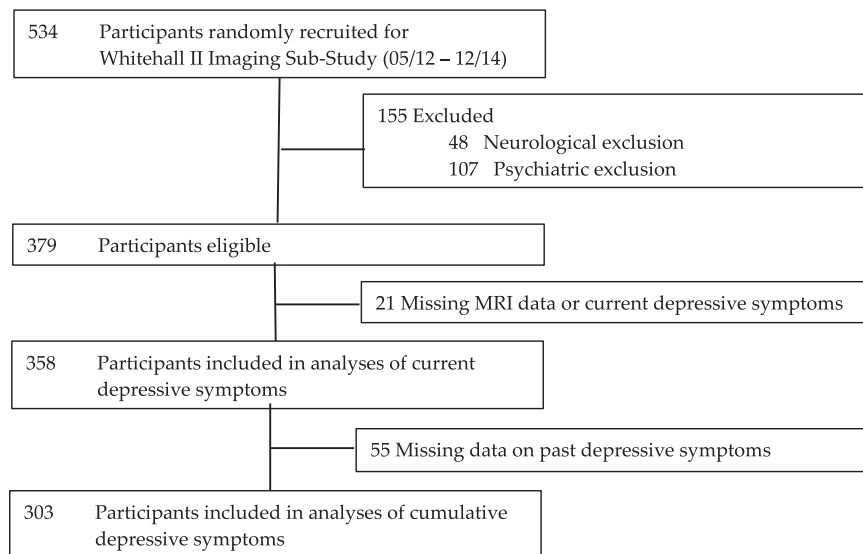 534 Participants randomly recruited for
Whitehall II Imaging Sub-Study (05/12 – 12/14)
155 Excluded
48 Neurological exclusion
107 Psychiatric exclusion
379 Participants eligible
21 Missing MRI data or current depressive symptoms
358 Participants included in analyses of current
depressive symptoms
55 Missing data on past depressive symptoms
303 Participants included in analyses of cumulative
depressive symptoms